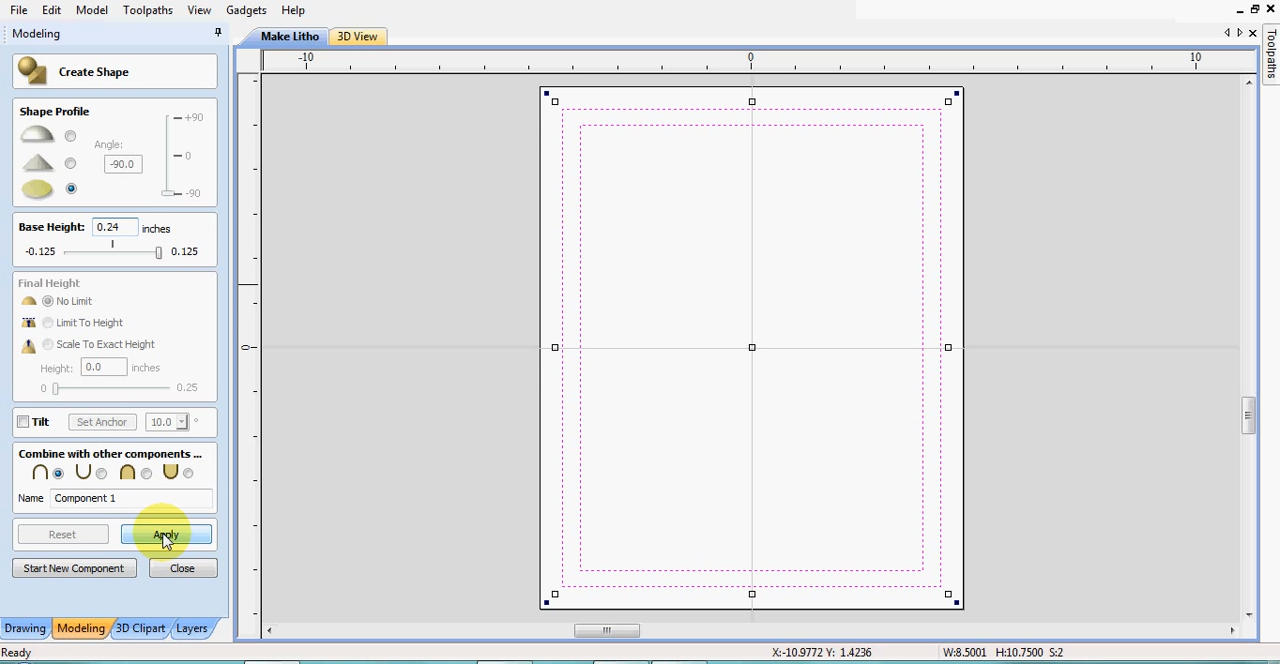 File Edit Model Toolpaths View Gadgets Help
Modeling
Make Litho 3D View
Toolpaths
-10 0 10
Create Shape
Shape Profile
+90
Angle:
-90.0
0
-90
Base Height: 0.24 inches
-0.125 0.125
Final Height
No Limit
Limit To Height
Scale To Exact Height
Height: 0.0 inches
0 0.25
0
Tilt Set Anchor 10.0 °
Combine with other components ...
Name Component 1
Reset Apply
Start New Component Close
Drawing Modeling 3D Clipart Layers
Ready X:-10.9772 Y: 1.4236 W:8.5001 H:10.7500 S:2